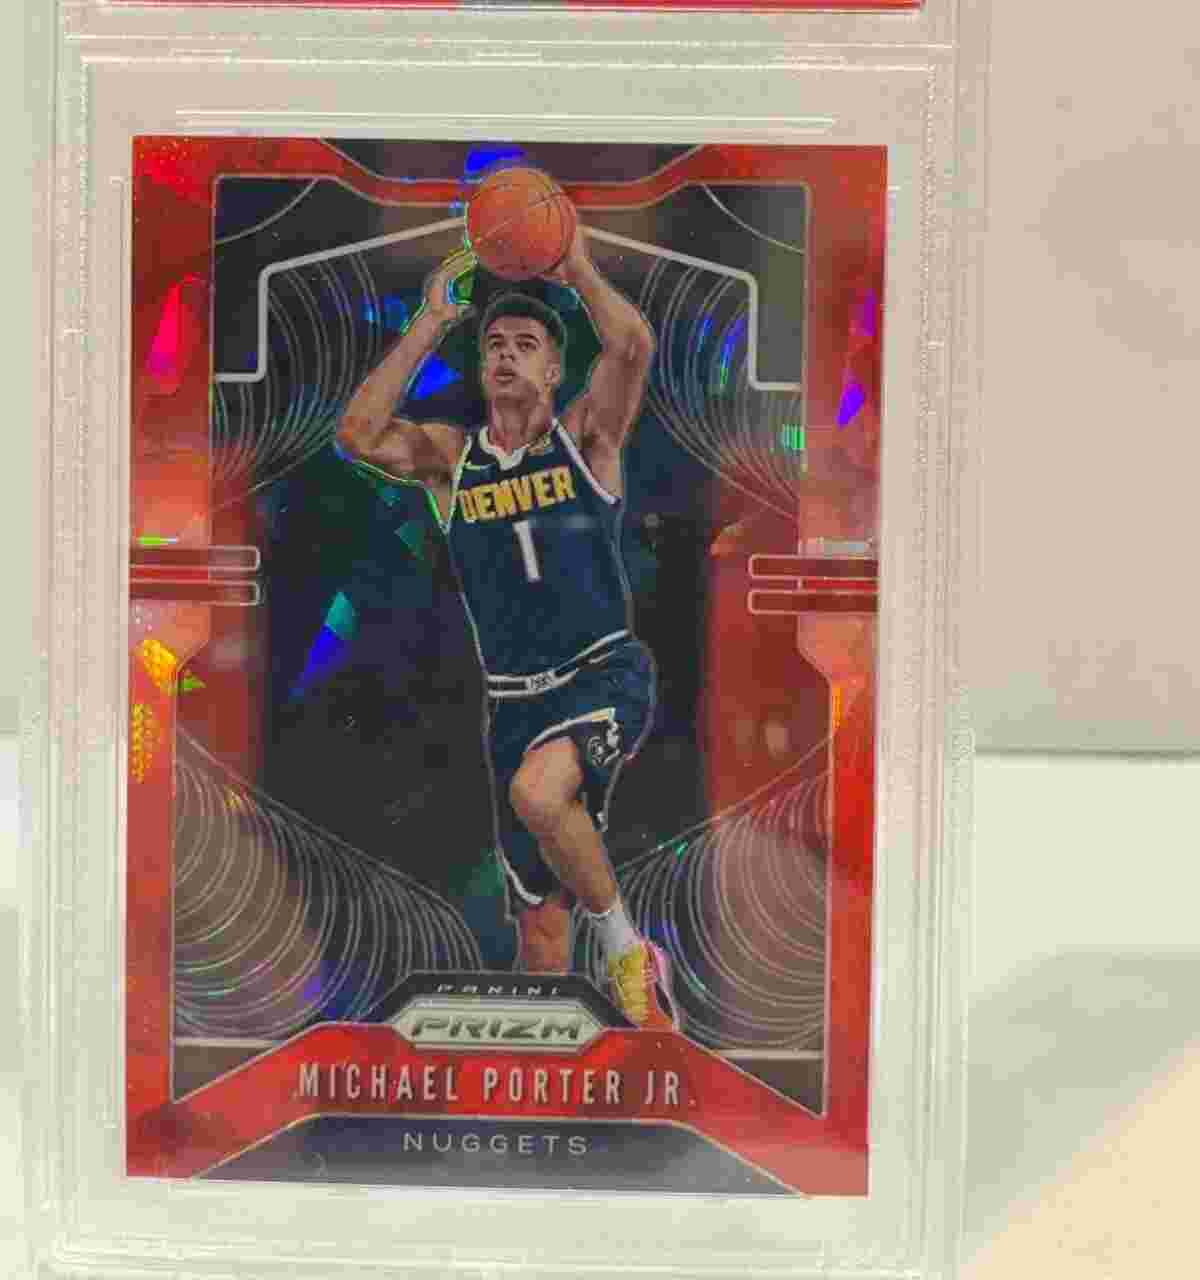 DENVER
1
PANINI
PRIZM
MICHAEL PORTER JR.
NUGGETS